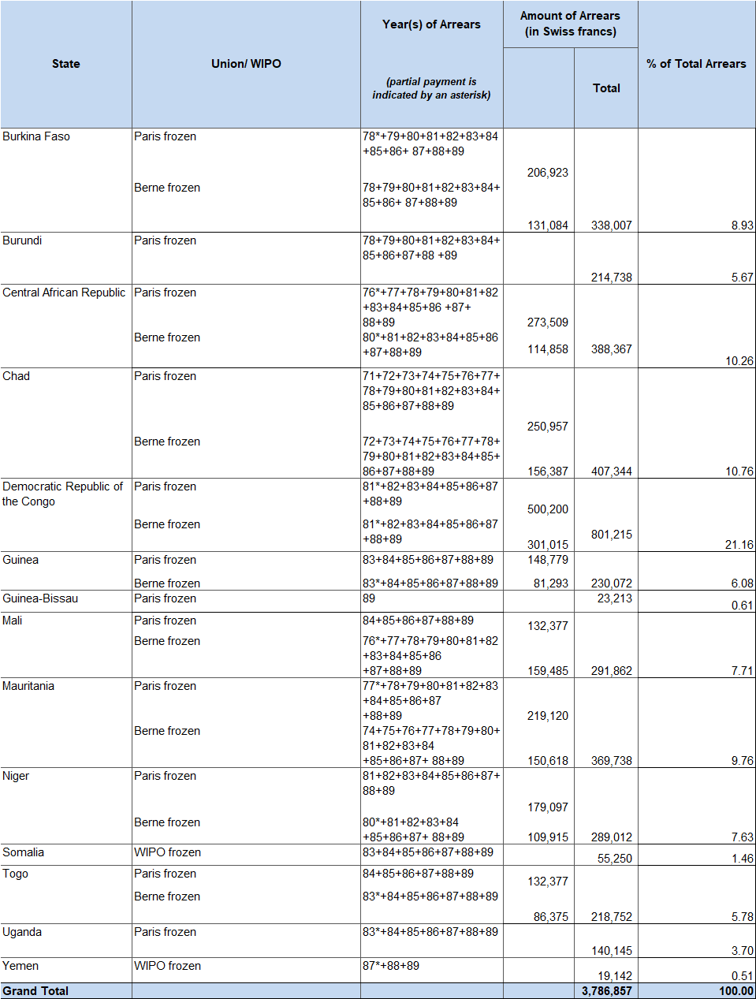 State
Union/ WIPO
Year(s) of Arrears
(partial payment is
indicated by an asterisk)
Amount of Arrears
(in Swiss francs)
Total
% of Total Arrears
Burkina Faso
Paris frozen
78*+79+80+81+82+83+84
+85+86+ 87+88+89
206,923
Berne frozen
78+79+80+81+82+83+84+
85+86+ 87+88+89
131,084
338,007
8.93
Burundi
Paris frozen
78+79+80+81+82+83+84+
85+86+87+88 +89
214,738
5.67
Central African Republic
Paris frozen
76*+77+78+79+80+81+82
+83+84+85+86 +87+
88+89
273,509
Berne frozen
80*+81+82+83+84+85+86
+87+88+89
114,858
388,367
10.26
Chad
Paris frozen
71+72+73+74+75+76+77+
78+79+80+81+82+83+84+
85+86+87+88+89
250,957
Berne frozen
72+73+74+75+76+77+78+
79+80+81+82+83+84+85+
86+87+88+89
156,387
407,344
10.76
Democratic Republic of
the Congo
Paris frozen
81*+82+83+84+85+86+87
+88+89
500,200
Berne frozen
81*+82+83+84+85+86+87
+88+89
301,015
801,215
21.16
Guinea
Paris frozen
83+84+85+86+87+88+89
148,779
Berne frozen
83*+84+85+86+87+88+89
81,293
230,072
6.08
Guinea-Bissau
Paris frozen
89
23,213
0.61
Mali
Paris frozen
84+85+86+87+88+89
132,377
Berne frozen
76*+77+78+79+80+81+82
+83+84+85+86
+87+88+89
159,485
291,862
7.71
Mauritania
Paris frozen
77*+78+79+80+81+82+83
+84+85+86+87
+88+89
219,120
Berne frozen
74+75+76+77+78+79+80+
81+82+83+84
+85+86+87+ 88+89
150,618
369,738
9.76
Niger
Paris frozen
81+82+83+84+85+86+87+
88+89
179,097
Berne frozen
80*+81+82+83+84
+85+86+87+ 88+89
109,915
289,012
7.63
Somalia
WIPO frozen
83+84+85+86+87+88+89
55,250
1.46
Togo
Paris frozen
84+85+86+87+88+89
132,377
Berne frozen
83*+84+85+86+87+88+89
86,375
218,752
5.78
Uganda
Paris frozen
83*+84+85+86+87+88+89
140,145
3.70
Yemen
WIPO frozen
87*+88+89
19,142
0.51
Grand Total
3,786,857
100.00